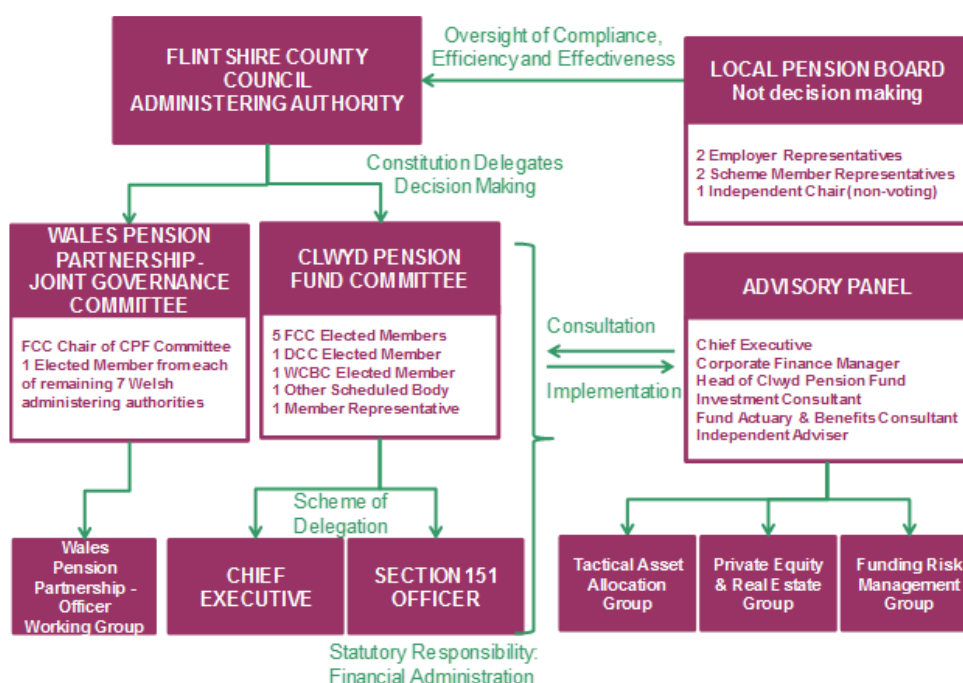 FLINT SHIRE COUNTY
COUNCIL
ADMINISTERING AUTHORITY
Oversight of Compliance,
Efficiency and Effectiveness
LOCAL PENSION BOARD
Not decision making
2 Employer Representatives
2 Scheme Member Representatives
1 Independent Chair (non-voting)
Constitution Delegates
Decision Making
WALES PENSION
PARTNERSHIP-
JOINT GOVERNANCE
COMMITTEE
FCC Chair of CPF Committee
1 Elected Member from each
of remaining 7 Welsh
administering authorities
CLWYD PENSION
FUND COMMITTEE
5 FCC Elected Members
1 DCC Elected Member
1 WCBC Elected Member
1 Other Scheduled Body
1 Member Representative
Consultation
Implementation
ADVISORY PANEL
Chief Executive
Corporate Finance Manager
Head of Clwyd Pension Fund
Investment Consultant
Fund Actuary & Benefits Consultant
Independent Adviser
Scheme of
Delegation
Wales
Pension
Partnership -
Officer
Working Group
CHIEF
EXECUTIVE
SECTION 151
OFFICER
Tactical Asset
Allocation
Group
Private Equity
& Real Estate
Group
Funding Risk
Management
Group
Statutory Responsibility:
Financial Administration